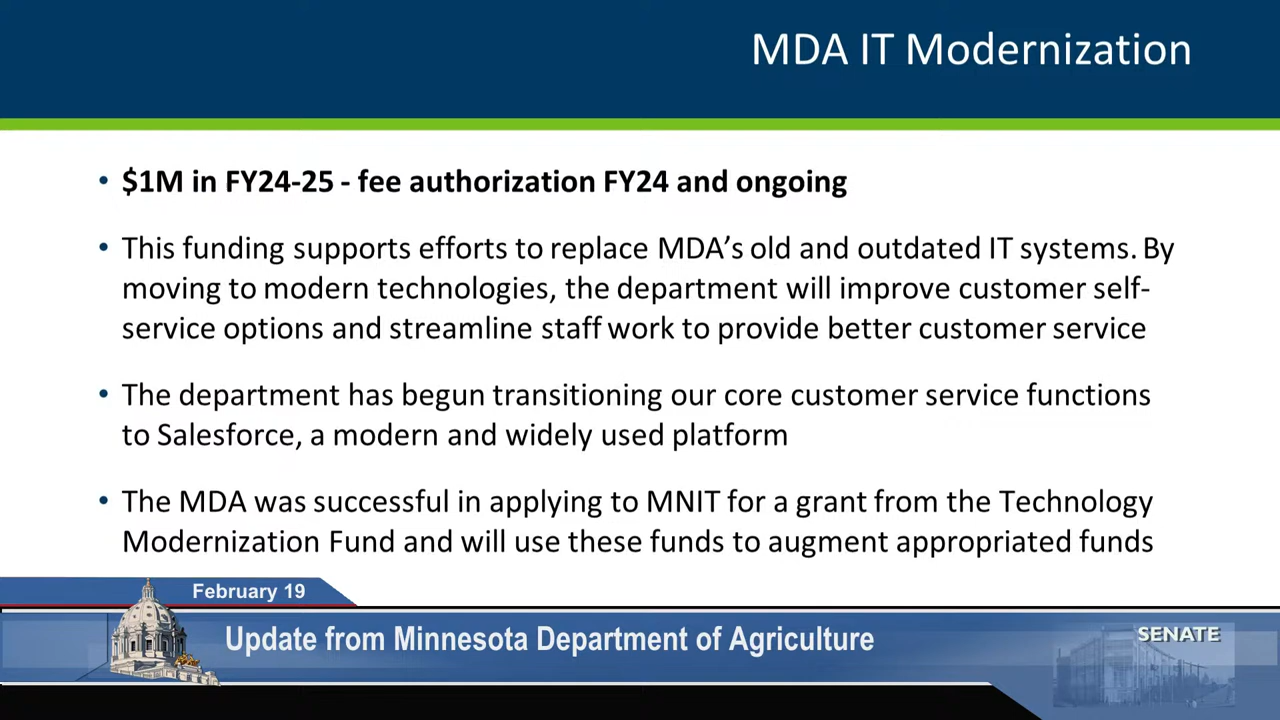 MDA IT Modernization
• $1M in FY24-25 - fee authorization FY24 and ongoing
• This funding supports efforts to replace MDA’s old and outdated IT systems. By
moving to modern technologies, the department will improve customer self-
service options and streamline staff work to provide better customer service
• The department has begun transitioning our core customer service functions
to Salesforce, a modern and widely used platform
• The MDA was successful in applying to MNIT for a grant from the Technology
Modernization Fund and will use these funds to augment appropriated funds
February 19
Update from Minnesota Department of Agriculture
SENATE